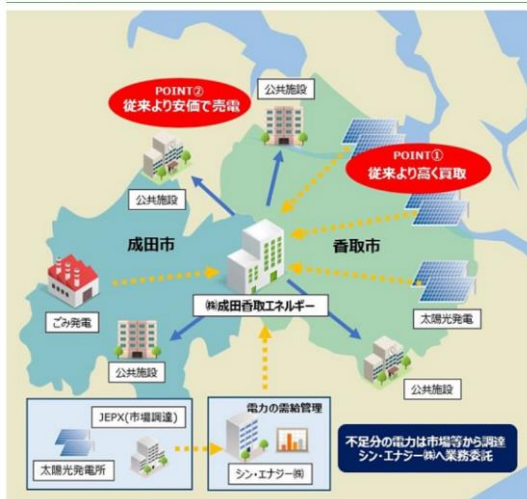 POINT②
従来より安価で売電
公共施設
POINT①
従来より高く買取
公共施設
成田市
香取市
ごみ発電
㈱成田香取エネルギー
太陽光発電
公共施設
公共施設
JEPX(市場調達)
太陽光発電所
電力の需給管理
シン・エナジー㈱
不足分の電力は市場等から調達
シン・エナジー㈱へ業務委託